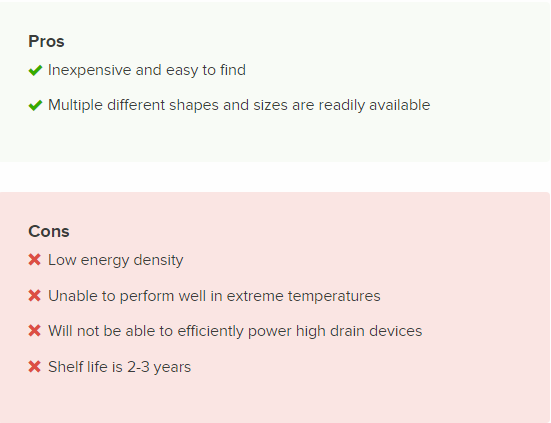 Pros
Inexpensive and easy to find
Multiple different shapes and sizes are readily available
Cons
Low energy density
Unable to perform well in extreme temperatures
Will not be able to efficiently power high drain devices
Shelf life is 2-3 years